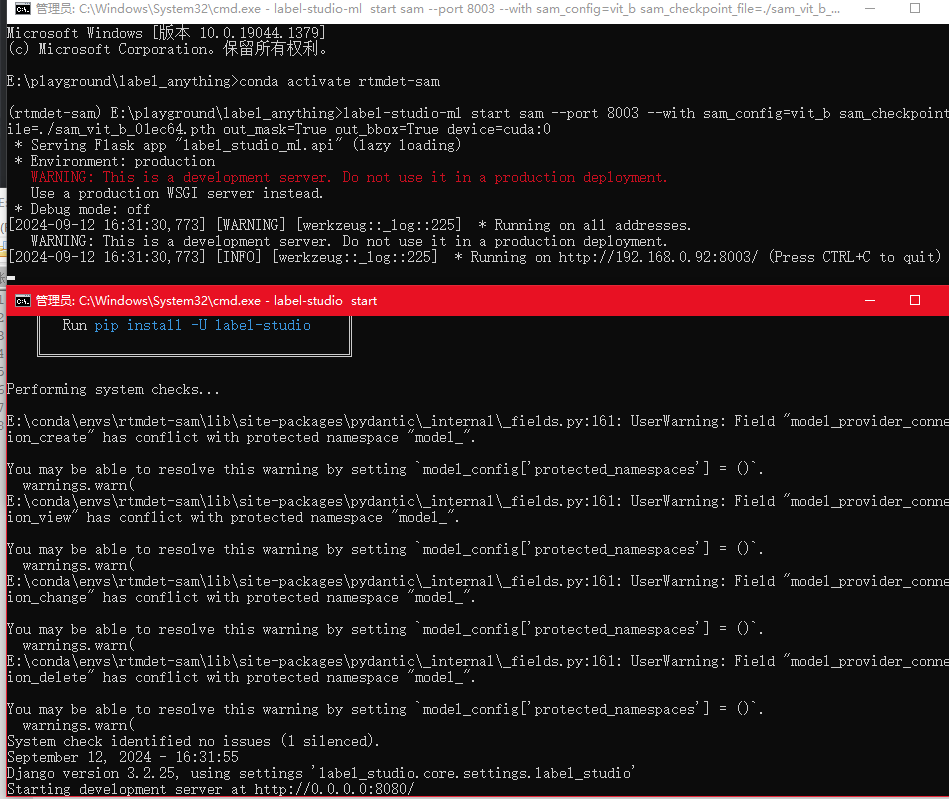 管理员: C:\Windows\System32\cmd.exe - label-studio-ml  start sam --port 8003 --with sam_config=vit_b sam_checkpoint_file=./sam_vit_b_...
Microsoft Windows [版本 10.0.19044.1379]
(c) Microsoft Corporation。保留所有权利。
E:\playground\label_anything>conda activate rtmdet-sam
(rtmdet-sam) E:\playground\label_anything>label-studio-ml start sam --port 8003 --with sam_config=vit_b sam_checkpoint
ile=./sam_vit_b_01ec64.pth out_mask=True out_bbox=True device=cuda:0
* Serving Flask app "label_studio_ml.api" (lazy loading)
* Environment: production
WARNING: This is a development server. Do not use it in a production deployment.
Use a production WSGI server instead.
* Debug mode: off
[2024-09-12 16:31:30,773] [WARNING] [werkzeug::_log::225]  * Running on all addresses.
WARNING: This is a development server. Do not use it in a production deployment.
[2024-09-12 16:31:30,773] [INFO] [werkzeug::_log::225]  * Running on http://192.168.0.92:8003/ (Press CTRL+C to quit)
管理员: C:\Windows\System32\cmd.exe - label-studio  start
Run pip install -U label-studio
Performing system checks...
E:\conda\envs\rtmdet-sam\lib\site-packages\pydantic\_internal\_fields.py:161: UserWarning: Field "model_provider_conne
ion_create" has conflict with protected namespace "model_".
You may be able to resolve this warning by setting `model_config['protected_namespaces'] = ()`.
warnings.warn(
E:\conda\envs\rtmdet-sam\lib\site-packages\pydantic\_internal\_fields.py:161: UserWarning: Field "model_provider_conne
ion_view" has conflict with protected namespace "model_".
You may be able to resolve this warning by setting `model_config['protected_namespaces'] = ()`.
warnings.warn(
E:\conda\envs\rtmdet-sam\lib\site-packages\pydantic\_internal\_fields.py:161: UserWarning: Field "model_provider_conne
ion_change" has conflict with protected namespace "model_".
You may be able to resolve this warning by setting `model_config['protected_namespaces'] = ()`.
warnings.warn(
E:\conda\envs\rtmdet-sam\lib\site-packages\pydantic\_internal\_fields.py:161: UserWarning: Field "model_provider_conne
ion_delete" has conflict with protected namespace "model_".
You may be able to resolve this warning by setting `model_config['protected_namespaces'] = ()`.
warnings.warn(
System check identified no issues (1 silenced).
September 12, 2024 - 16:31:55
Django version 3.2.25, using settings 'label_studio.core.settings.label_studio'
Starting development server at http://0.0.0.0:8080/